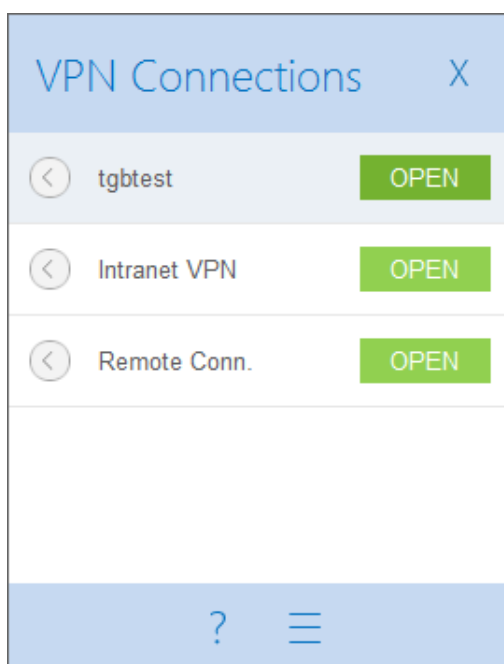 VPN Connections X
tgbtest OPEN
Intranet VPN OPEN
Remote Conn. OPEN
?